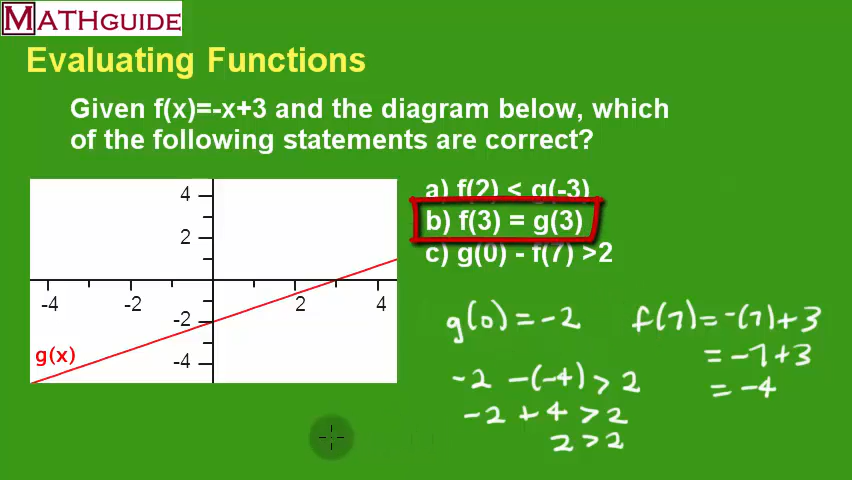 MATHGUIDE
Evaluating Functions
Given f(x)=-x+3 and the diagram below, which
of the following statements are correct?
4
2
-4
-2
2
4
-2
-4
g(x)
a) f(2) < g(-3)
b) f(3) = g(3)
c) g(0) - f(7) >2
g(0) = -2
-2 -(-4) > 2
-2 + 4 > 2
2 > 2
f(7) = -(7)+3
= -7+3
= -4